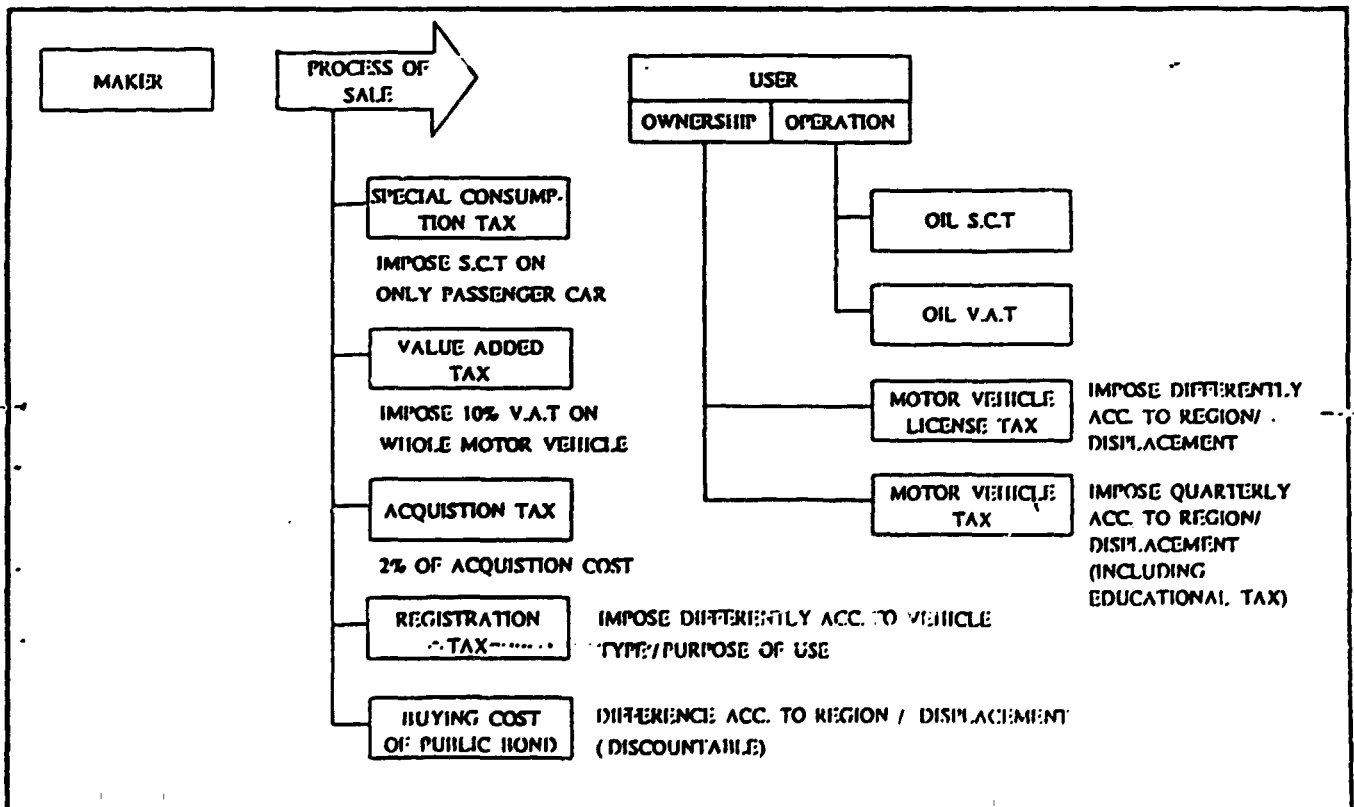 MAKER
PROCESS OF
SALE
USER
OWNERSHIP
OPERATION
SPECIAL CONSUMP-
TION TAX
IMPOSE S.C.T ON
ONLY PASSENGER CAR
VALUE ADDED
TAX
IMPOSE 10% V.A.T ON
WHOLE MOTOR VEHICLE
ACQUISTION TAX
2% OF ACQUISTION COST
REGISTRATION
TAX
IMPOSE DIFFERENTLY ACC. TO VEHICLE
TYPE/PURPOSE OF USE
BUYING COST
OF PUBLIC BOND
DIFFERENCE ACC. TO REGION / DISPLACEMENT
(DISCOUNTABLE)
OIL S.C.T
OIL V.A.T
MOTOR VEHICLE
LICENSE TAX
IMPOSE DIFFERENTLY
ACC. TO REGION/
DISPLACEMENT
MOTOR VEHICLE
TAX
IMPOSE QUARTERLY
ACC. TO REGION/
DISPLACEMENT
(INCLUDING
EDUCATIONAL TAX)